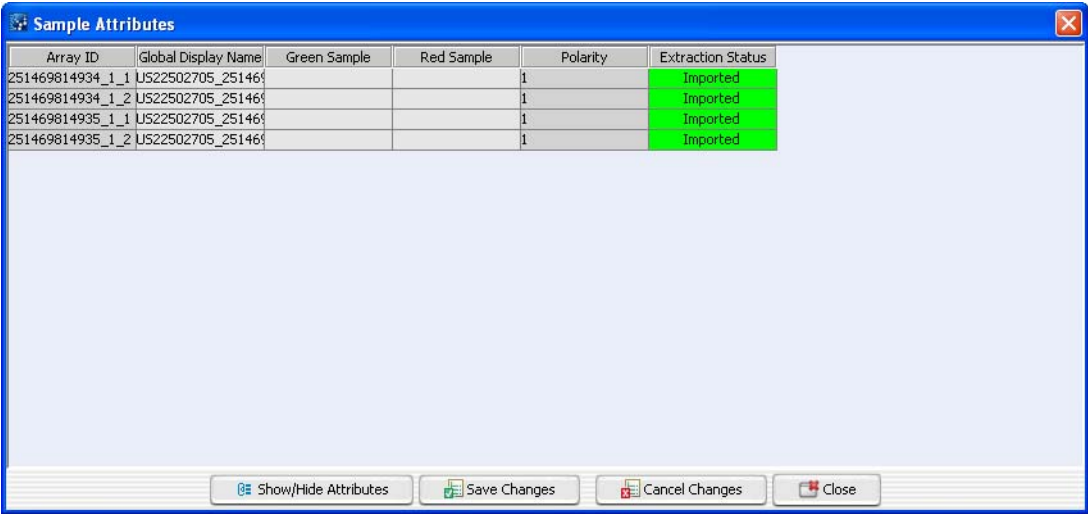 Sample Attributes
Array ID Global Display Name Green Sample Red Sample Polarity Extraction Status
251469814934_1_1 US22502705_25146 1 Imported
251469814934_1_2 US22502705_25146 1 Imported
251469814935_1_1 US22502705_25146 1 Imported
251469814935_1_2 US22502705_25146 1 Imported
Show/Hide Attributes Save Changes Cancel Changes Close